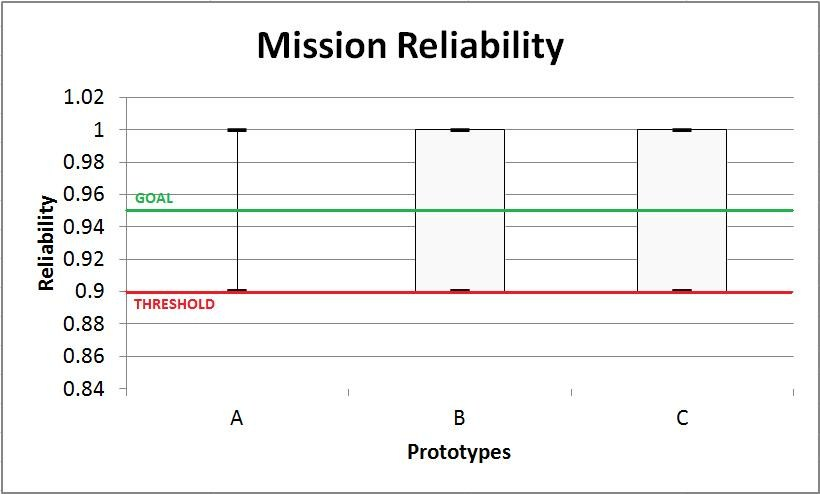 Mission Reliability
1.02
1
0.98
0.96
0.94
0.92
0.9
0.88
0.86
0.84
Reliability
GOAL
THRESHOLD
A B C
Prototypes